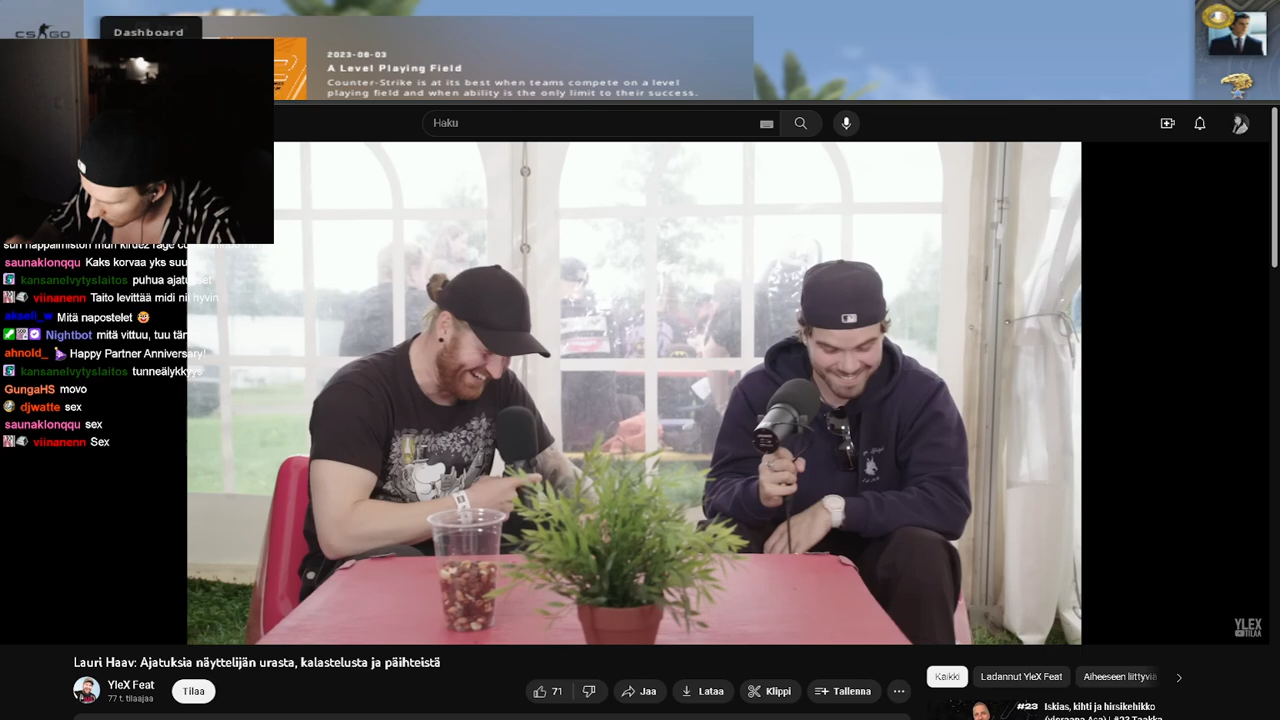 CS GO
Dashboard
2023-08-03
A Level Playing Field
Counter-Strike is at its best when teams compete on a level
playing field and when ability is the only limit to their success.
Haku
saunakionqqu Kaks korvaa yks suu
kansanelvytyslaitos puhua ajatukset
viinanenn Taito levittää midi nii hyvin
akseli_w Mitä napostelet
Nightbot mitä vittuu, tuu tän
ahnold_ Happy Partner Anniversary!
kansanelvytyslaitos tunneälykkyys
GungaHS movo
djwatte sex
saunakionqqu sex
viinanenn Sex
YLEX
TILAA
Lauri Haav: Ajatuksia näyttelijän urasta, kalastelusta ja päihteistä
YleX Feat
77 t. tilaajaa
Tilaa
71
Jaa
Lataa
Klippi
Tallenna
Kaikki
Ladannut YleX Feat
Aiheeseen liittyviä
#23 Iskias, kihti ja hirsikehikko